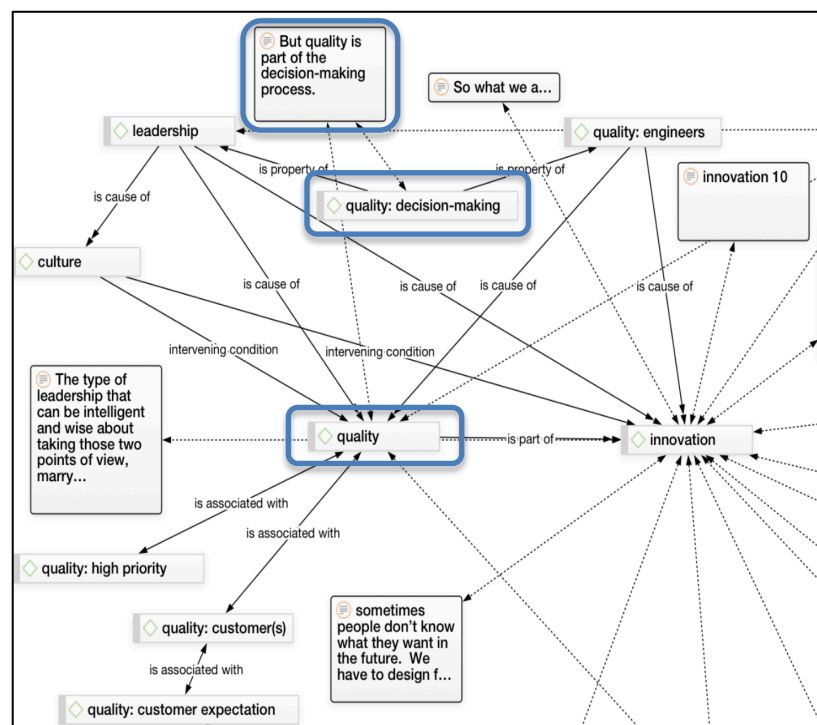 But quality is
part of the
decision-making
process.
So what we a...
leadership
quality: engineers
is property of
is property of
innovation 10
is cause of
quality: decision-making
culture
is cause of
is cause of
is cause of
is cause of
intervening condition
intervening condition
The type of
leadership that
can be intelligent
and wise about
taking those two
points of view,
marry...
quality
is part of
innovation
is associated with
is associated with
quality: high priority
sometimes
people don't know
what they want in
the future. We
have to design f...
quality: customer(s)
is associated with
quality: customer expectation